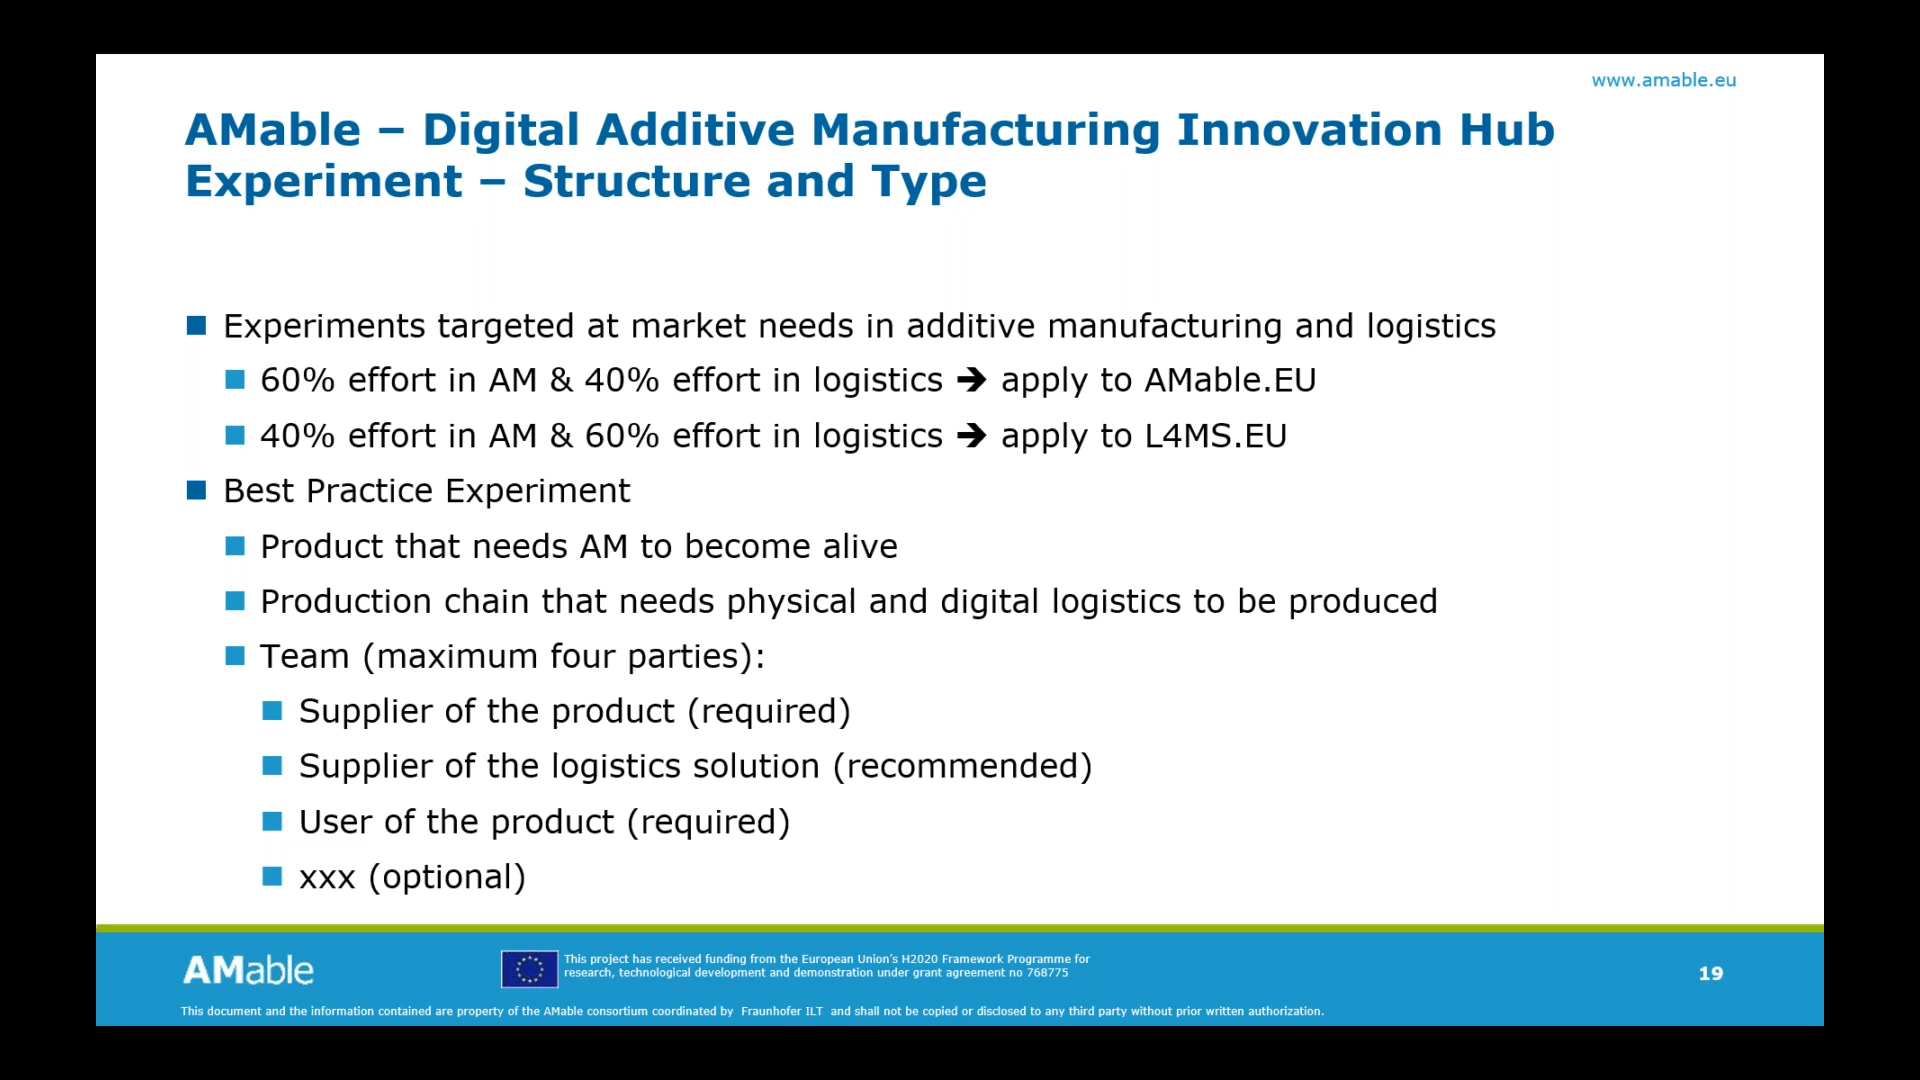 www.amable.eu
AMable – Digital Additive Manufacturing Innovation Hub
Experiment – Structure and Type
Experiments targeted at market needs in additive manufacturing and logistics
60% effort in AM & 40% effort in logistics ➔ apply to AMable.EU
40% effort in AM & 60% effort in logistics ➔ apply to L4MS.EU
Best Practice Experiment
Product that needs AM to become alive
Production chain that needs physical and digital logistics to be produced
Team (maximum four parties):
Supplier of the product (required)
Supplier of the logistics solution (recommended)
User of the product (required)
xxx (optional)
AMable
This project has received funding from the European Union’s H2020 Framework Programme for
research, technological development and demonstration under grant agreement no 768775
19
This document and the information contained are property of the AMable consortium coordinated by Fraunhofer ILT and shall not be copied or disclosed to any third party without prior written authorization.